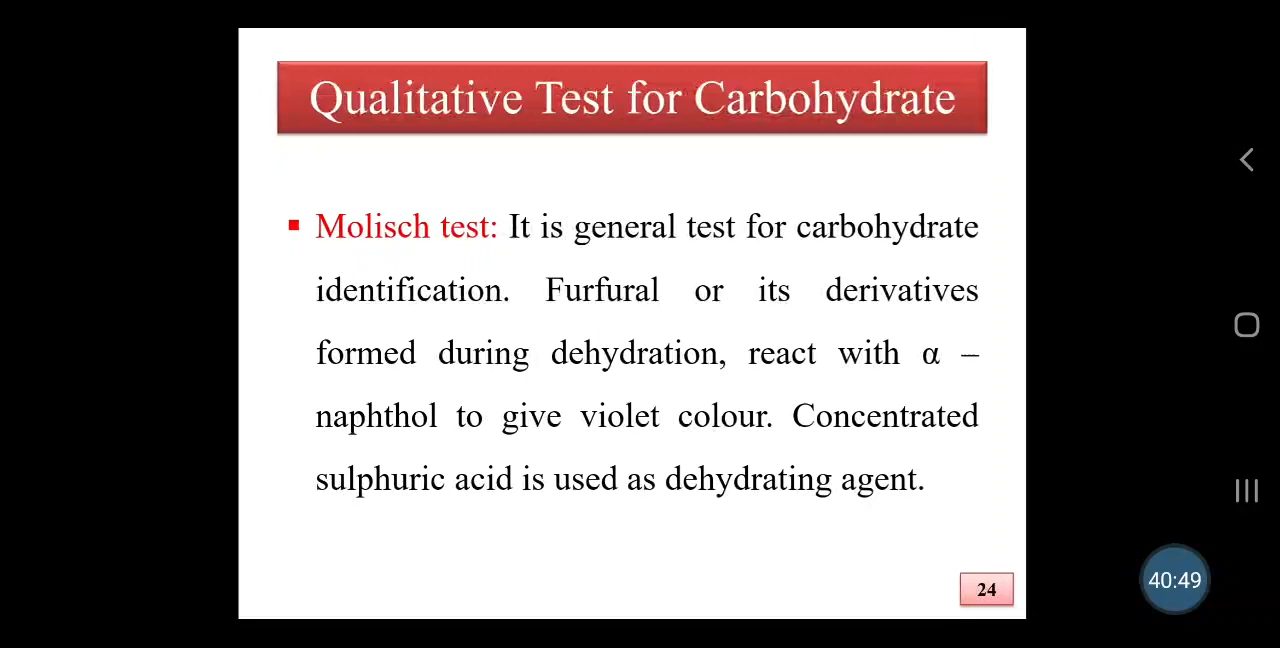 Qualitative Test for Carbohydrate
▪ Molisch test: It is general test for carbohydrate
identification. Furfural or its derivatives
formed during dehydration, react with α –
naphthol to give violet colour. Concentrated
sulphuric acid is used as dehydrating agent.
24
40:49